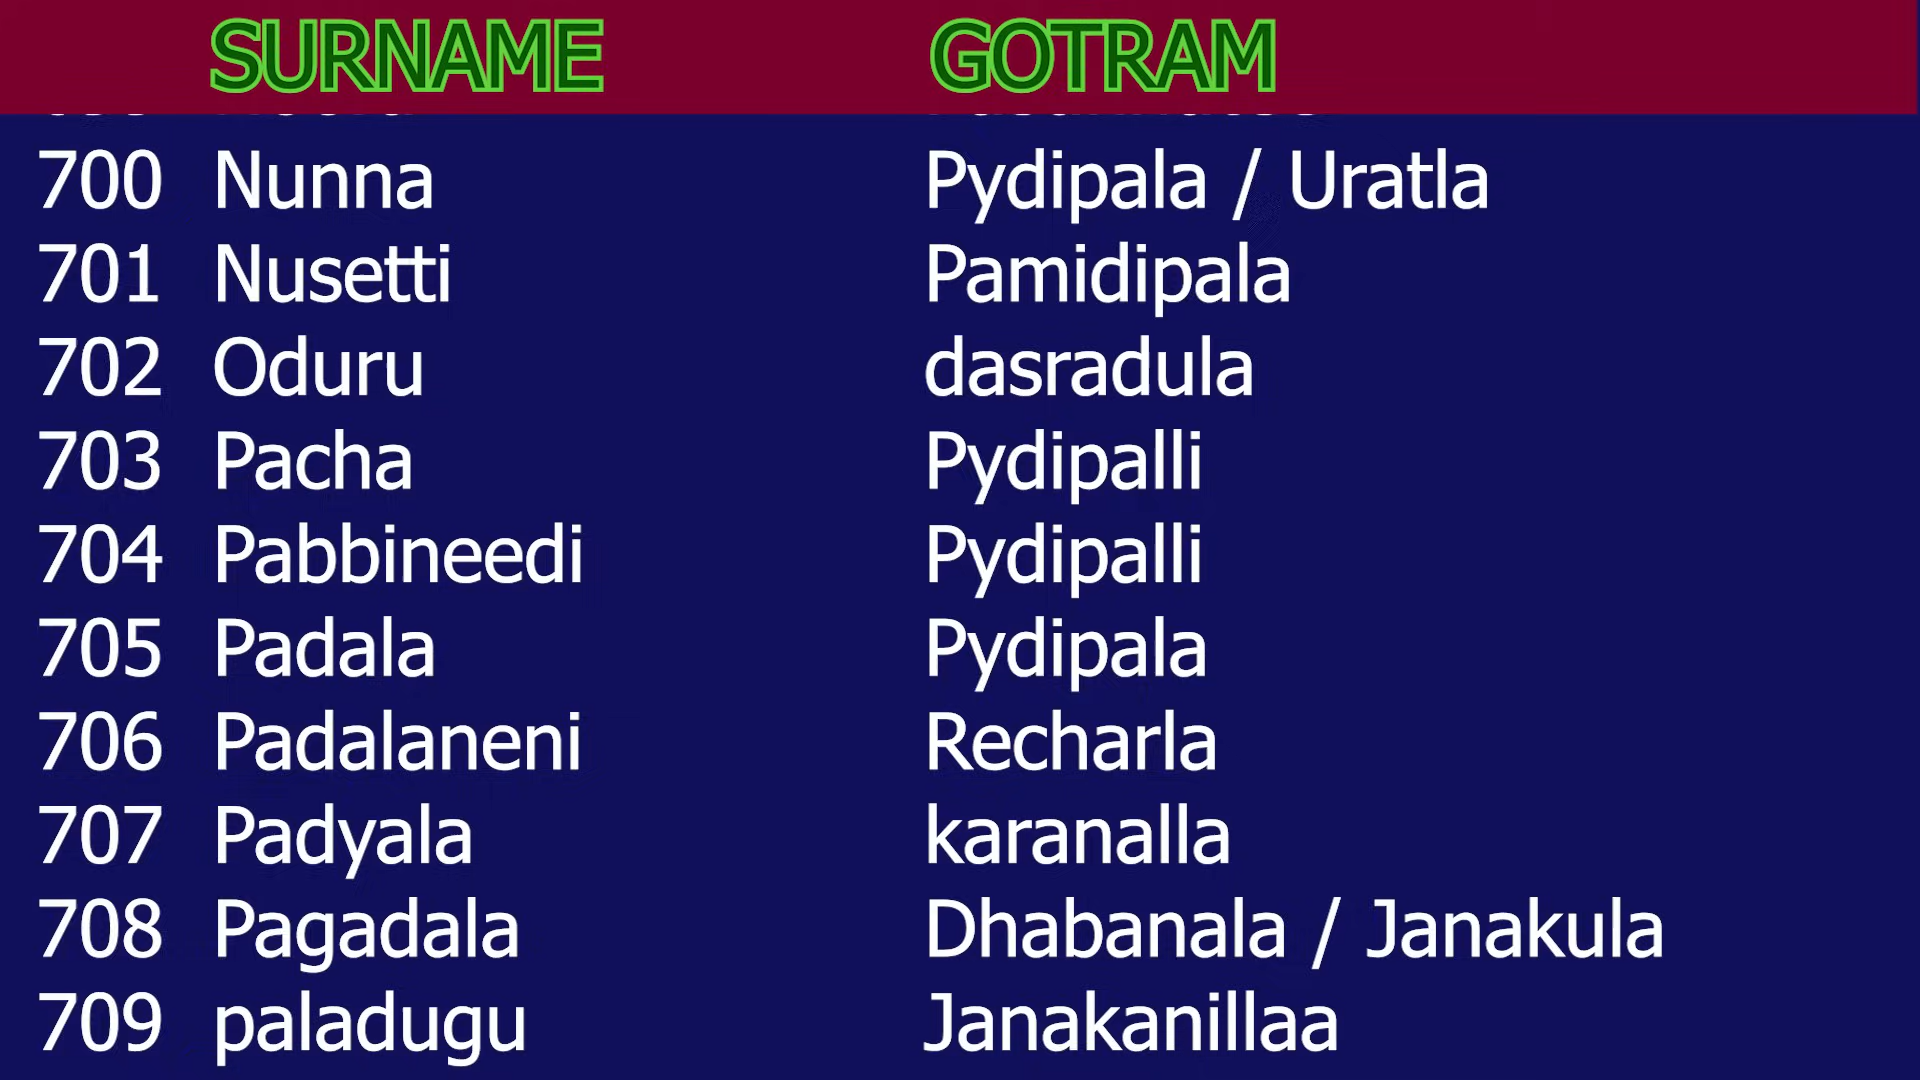 SURNAME GOTRAM
700 Nunna Pydipala / Uratla
701 Nusetti Pamidipala
702 Oduru dasradula
703 Pacha Pydipalli
704 Pabbineedi Pydipalli
705 Padala Pydipala
706 Padalaneni Recharla
707 Padyala karanalla
708 Pagadala Dhabanala / Janakula
709 paladugu Janakanillaa